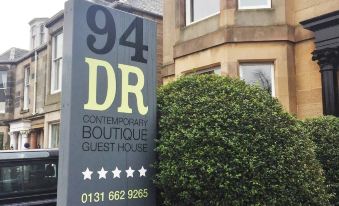 94
DR
CONTEMPORARY
BOUTIQUE
GUEST HOUSE
0131 662 9265